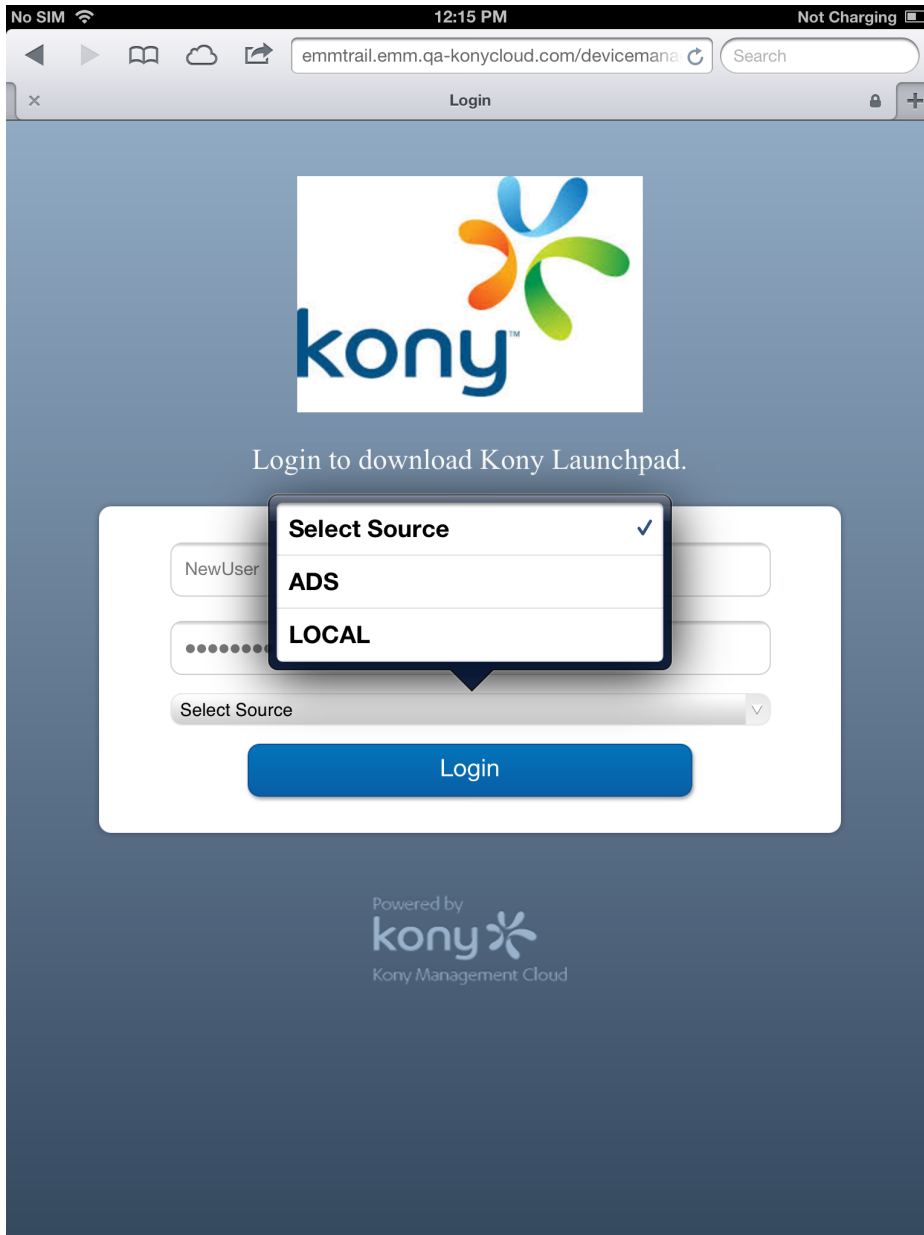 No SIM 12:15 PM Not Charging
emmtrail.emm.qa-konycloud.com/devicemana Search
Login
kony™
Login to download Kony Launchpad.
Select Source
NewUser
ADS
LOCAL
Select Source
Login
Powered by
kony
Kony Management Cloud